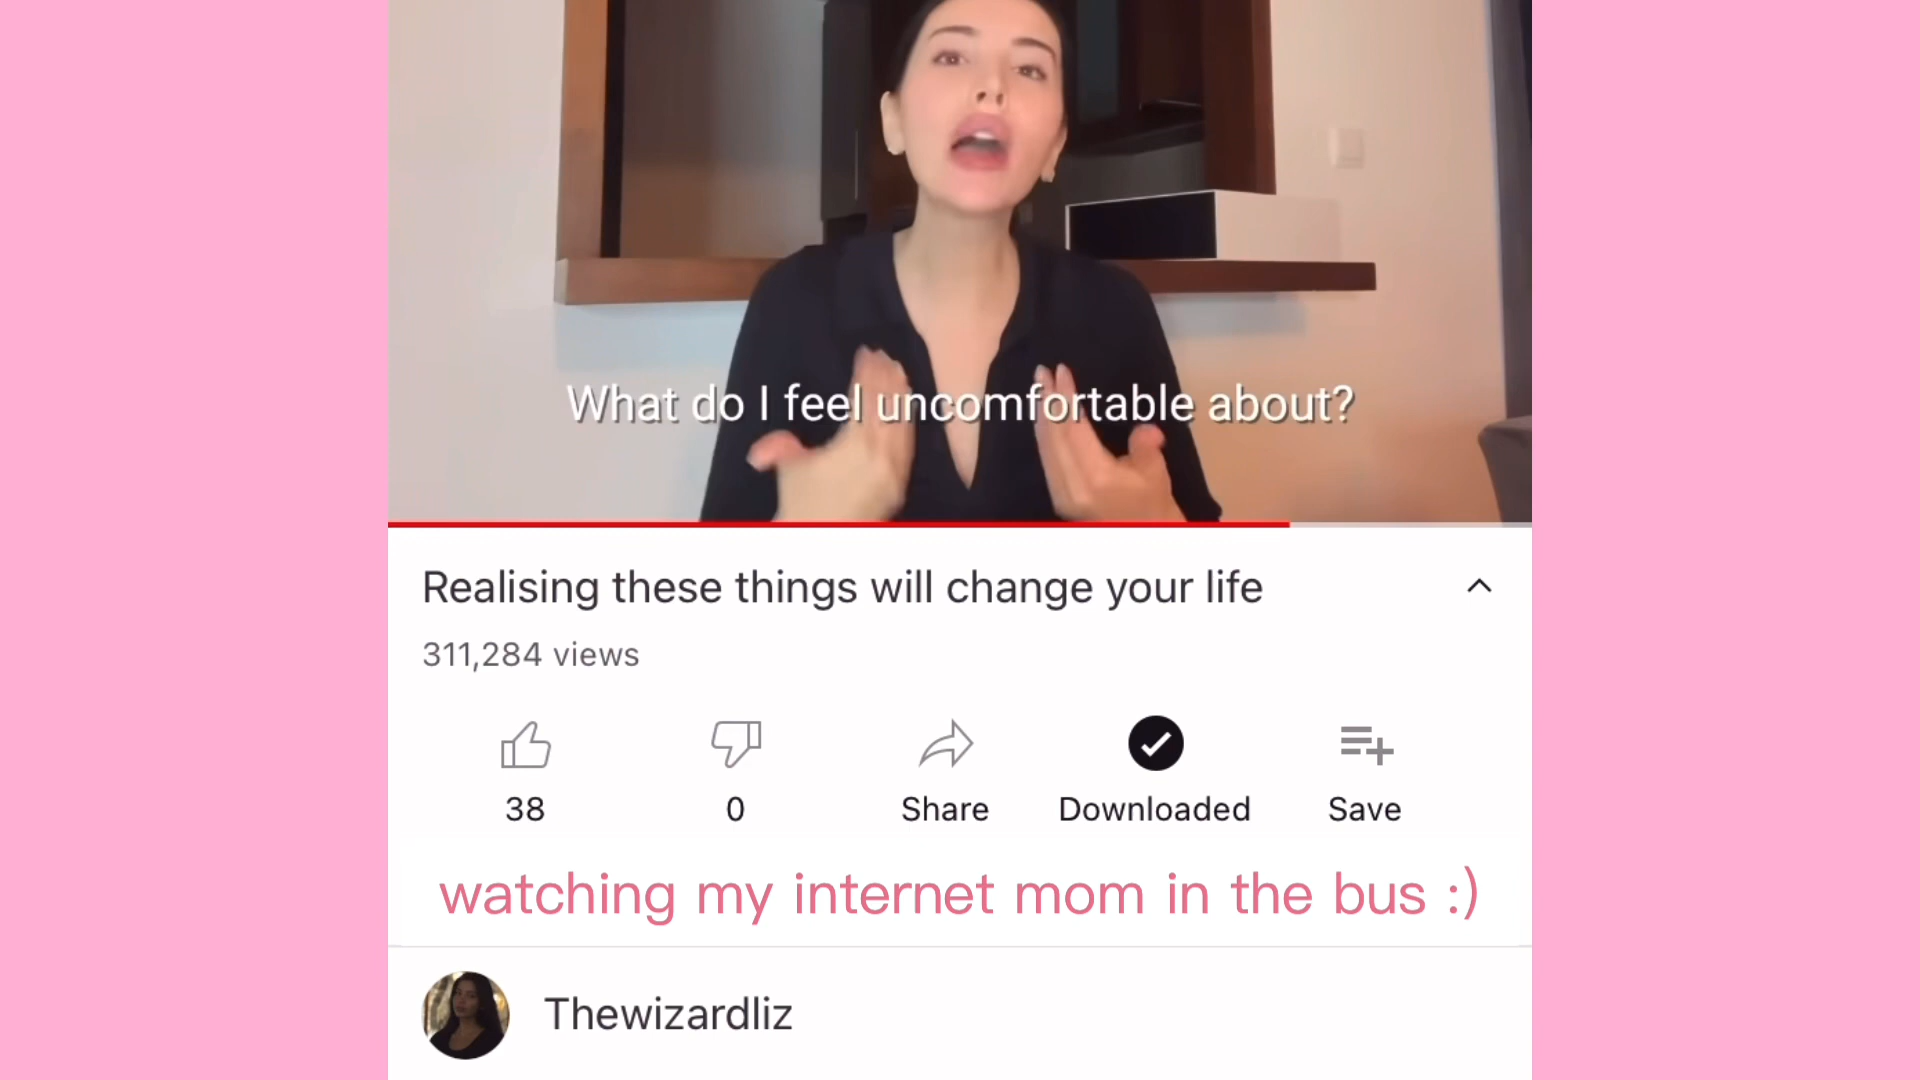 What do I feel uncomfortable about?
Realising these things will change your life
311,284 views
38
0
Share
Downloaded
Save
watching my internet mom in the bus :)
Thewizardliz